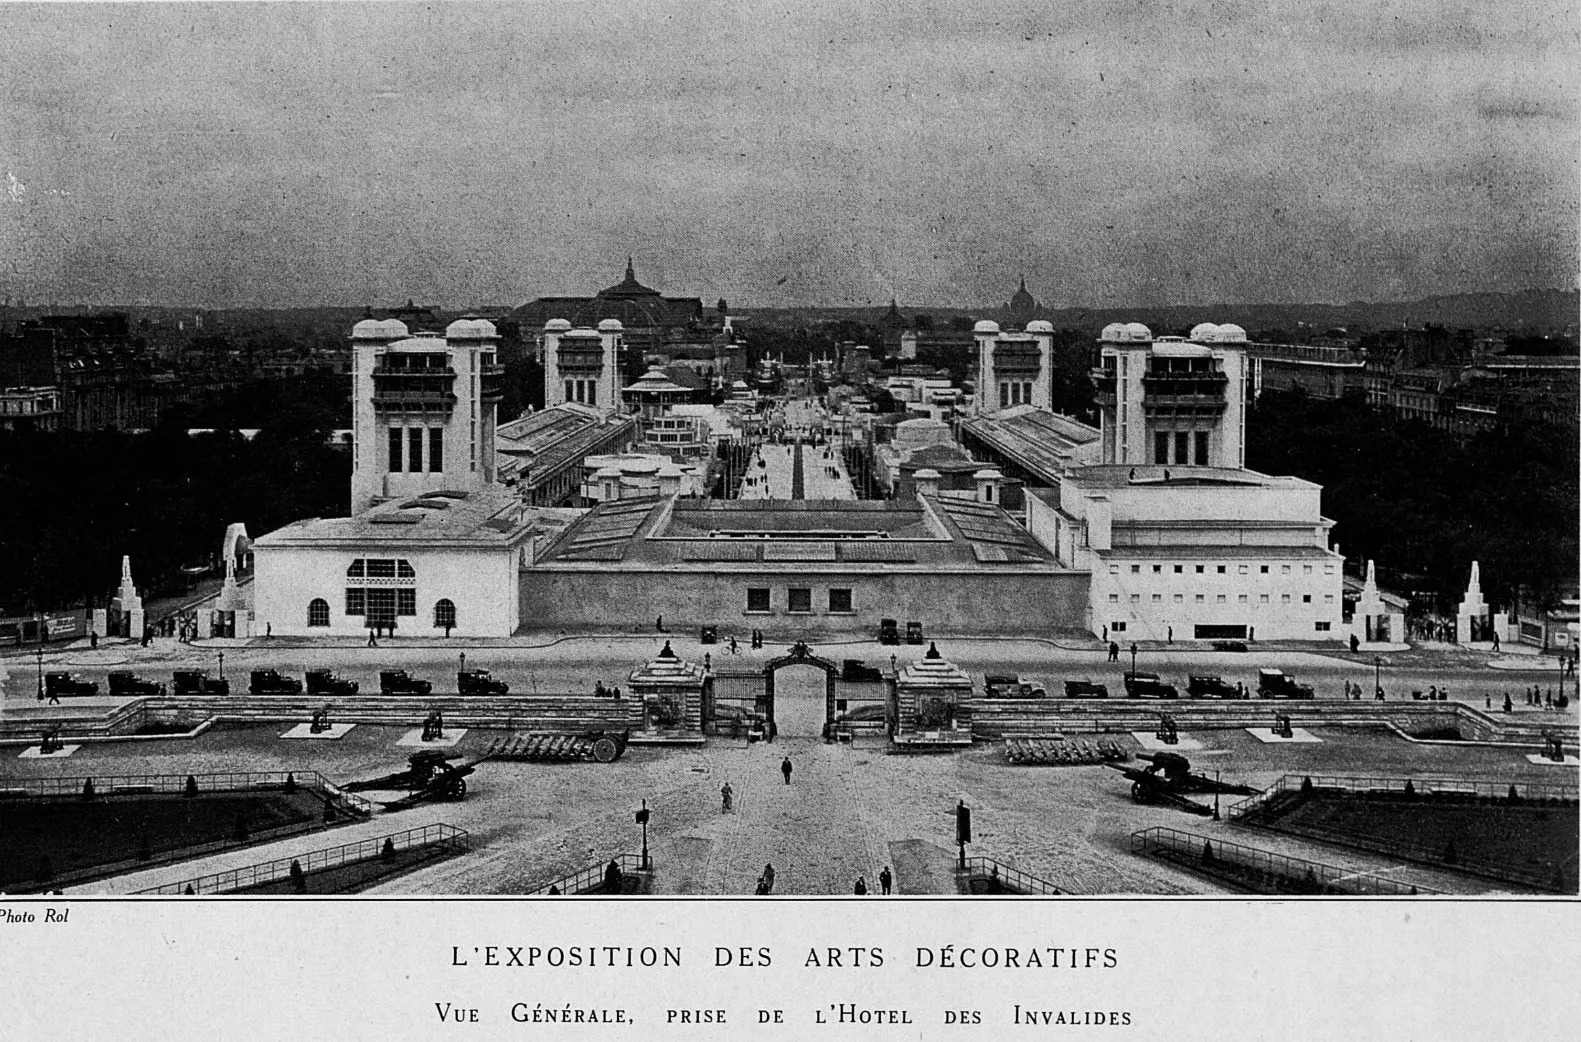 Photo Rol
L'EXPOSITION DES ARTS DÉCORATIFS
VUE GÉNÉRALE, PRISE DE L'HOTEL DES INVALIDES